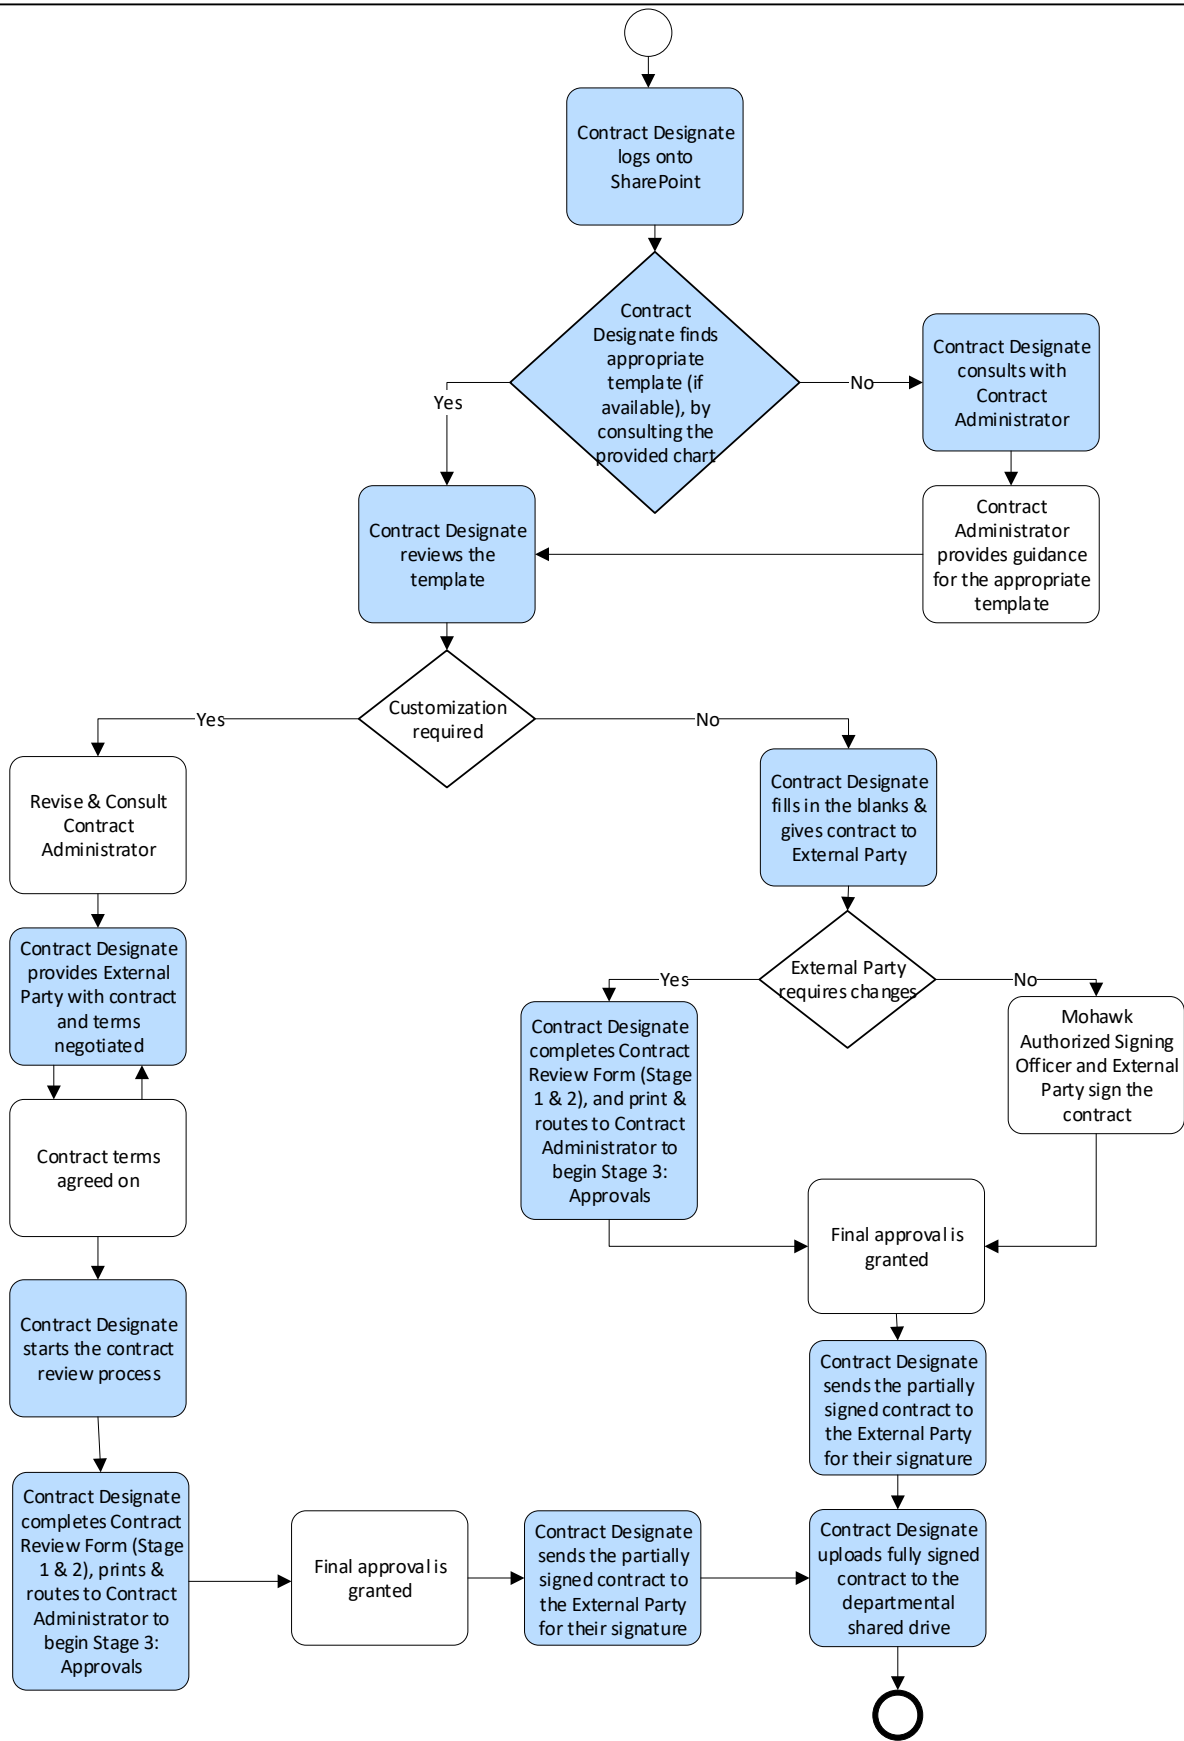 Contract Designate
logs onto
SharePoint
Contract
Designate finds
appropriate
template (if
available), by
consulting the
provided chart
Yes
No
Contract Designate
consults with
Contract
Administrator
Contract
Administrator
provides guidance
for the appropriate
template
Contract Designate
reviews the
template
Customization
required
Yes
No
Revise & Consult
Contract
Administrator
Contract Designate
provides External
Party with contract
and terms
negotiated
Contract terms
agreed on
Contract Designate
starts the contract
review process
Contract Designate
completes Contract
Review Form (Stage
1 & 2), prints &
routes to Contract
Administrator to
begin Stage 3:
Approvals
Final approval is
granted
Contract Designate
sends the partially
signed contract to
the External Party
for their signature
Contract Designate
fills in the blanks &
gives contract to
External Party
External Party
requires changes
Yes
No
Contract Designate
completes Contract
Review Form (Stage
1 & 2), and print &
routes to Contract
Administrator to
begin Stage 3:
Approvals
Mohawk
Authorized Signing
Officer and External
Party sign the
contract
Final approval is
granted
Contract Designate
sends the partially
signed contract to
the External Party
for their signature
Contract Designate
uploads fully signed
contract to the
departmental
shared drive